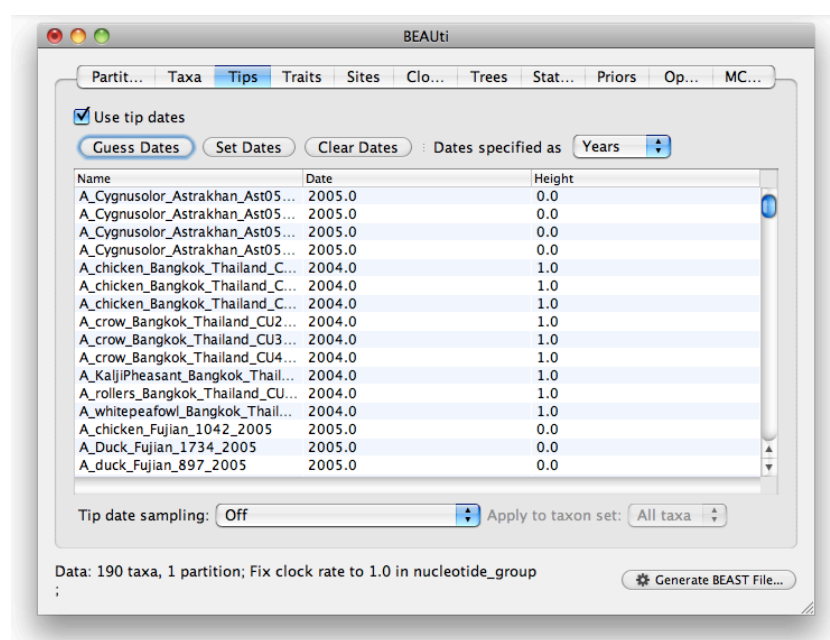 BEAUti
Partit... Taxa Tips Traits Sites Clo... Trees Stat... Priors Op... MC...
Use tip dates
Guess Dates Set Dates Clear Dates Dates specified as Years
Name Date Height
A_Cygnusolor_Astrakhan_Ast05... 2005.0 0.0
A_Cygnusolor_Astrakhan_Ast05... 2005.0 0.0
A_Cygnusolor_Astrakhan_Ast05... 2005.0 0.0
A_Cygnusolor_Astrakhan_Ast05... 2005.0 0.0
A_chicken_Bangkok_Thailand_C... 2004.0 1.0
A_chicken_Bangkok_Thailand_C... 2004.0 1.0
A_chicken_Bangkok_Thailand_C... 2004.0 1.0
A_crow_Bangkok_Thailand_CU2... 2004.0 1.0
A_crow_Bangkok_Thailand_CU3... 2004.0 1.0
A_crow_Bangkok_Thailand_CU4... 2004.0 1.0
A_KaljiPheasant_Bangkok_Thail... 2004.0 1.0
A_rollers_Bangkok_Thailand_CU... 2004.0 1.0
A_whitepeafowl_Bangkok_Thail... 2004.0 1.0
A_chicken_Fujian_1042_2005 2005.0 0.0
A_Duck_Fujian_1734_2005 2005.0 0.0
A_duck_Fujian_897_2005 2005.0 0.0
Tip date sampling: Off Apply to taxon set: All taxa
Data: 190 taxa, 1 partition; Fix clock rate to 1.0 in nucleotide_group
;
Generate BEAST File...